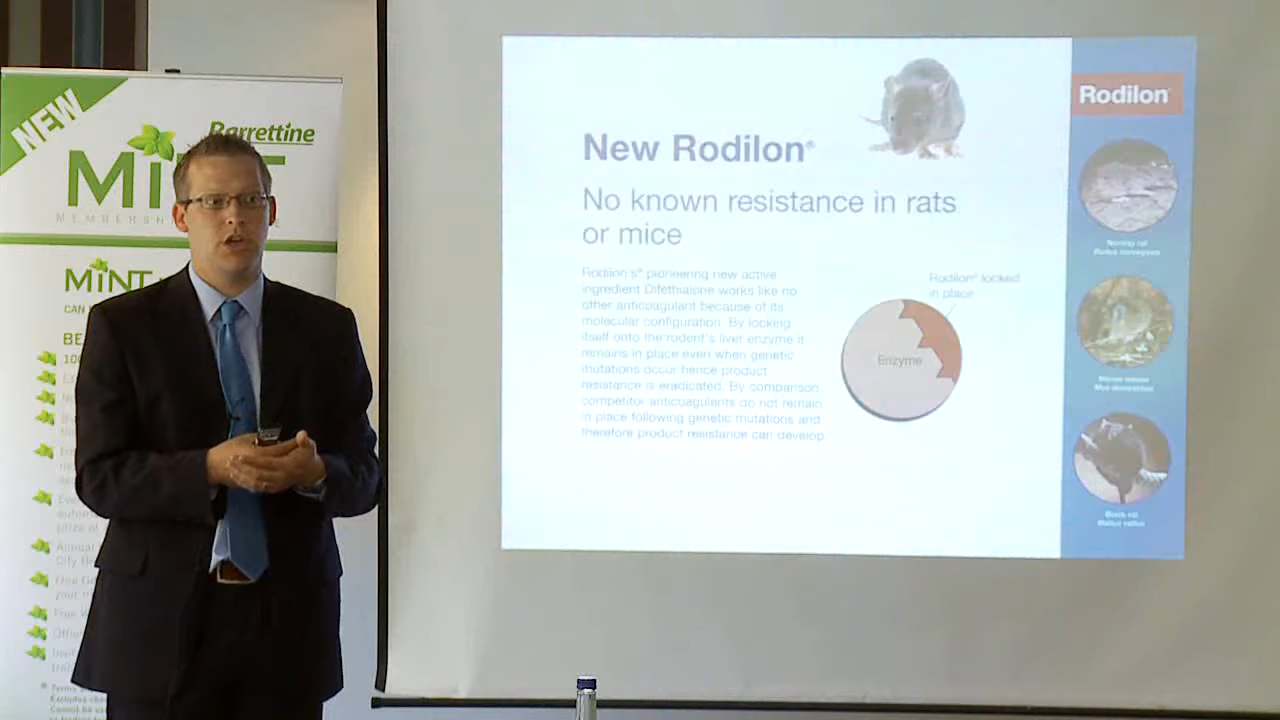 NEW
Barrettine
MiNT
MEMBERSHI
MiNT
CAN
BE
100
New Rodilon®
No known resistance in rats
or mice
Rodilon's® pioneering new active
ingredient Difethialone works like no
other anticoagulant because of its
molecular configuration. By locking
itself onto the rodent's liver enzyme it
remains in place even when genetic
mutations occur hence product
resistance is eradicated. By comparison
competitor anticoagulants do not remain
in place following genetic mutations and
therefore product resistance can develop
Rodilon® locked
in place
Enzyme
Rodilon
Norway rat
Rattus norvegicus
House mouse
Mus domesticus
Black rat
Rattus rattus